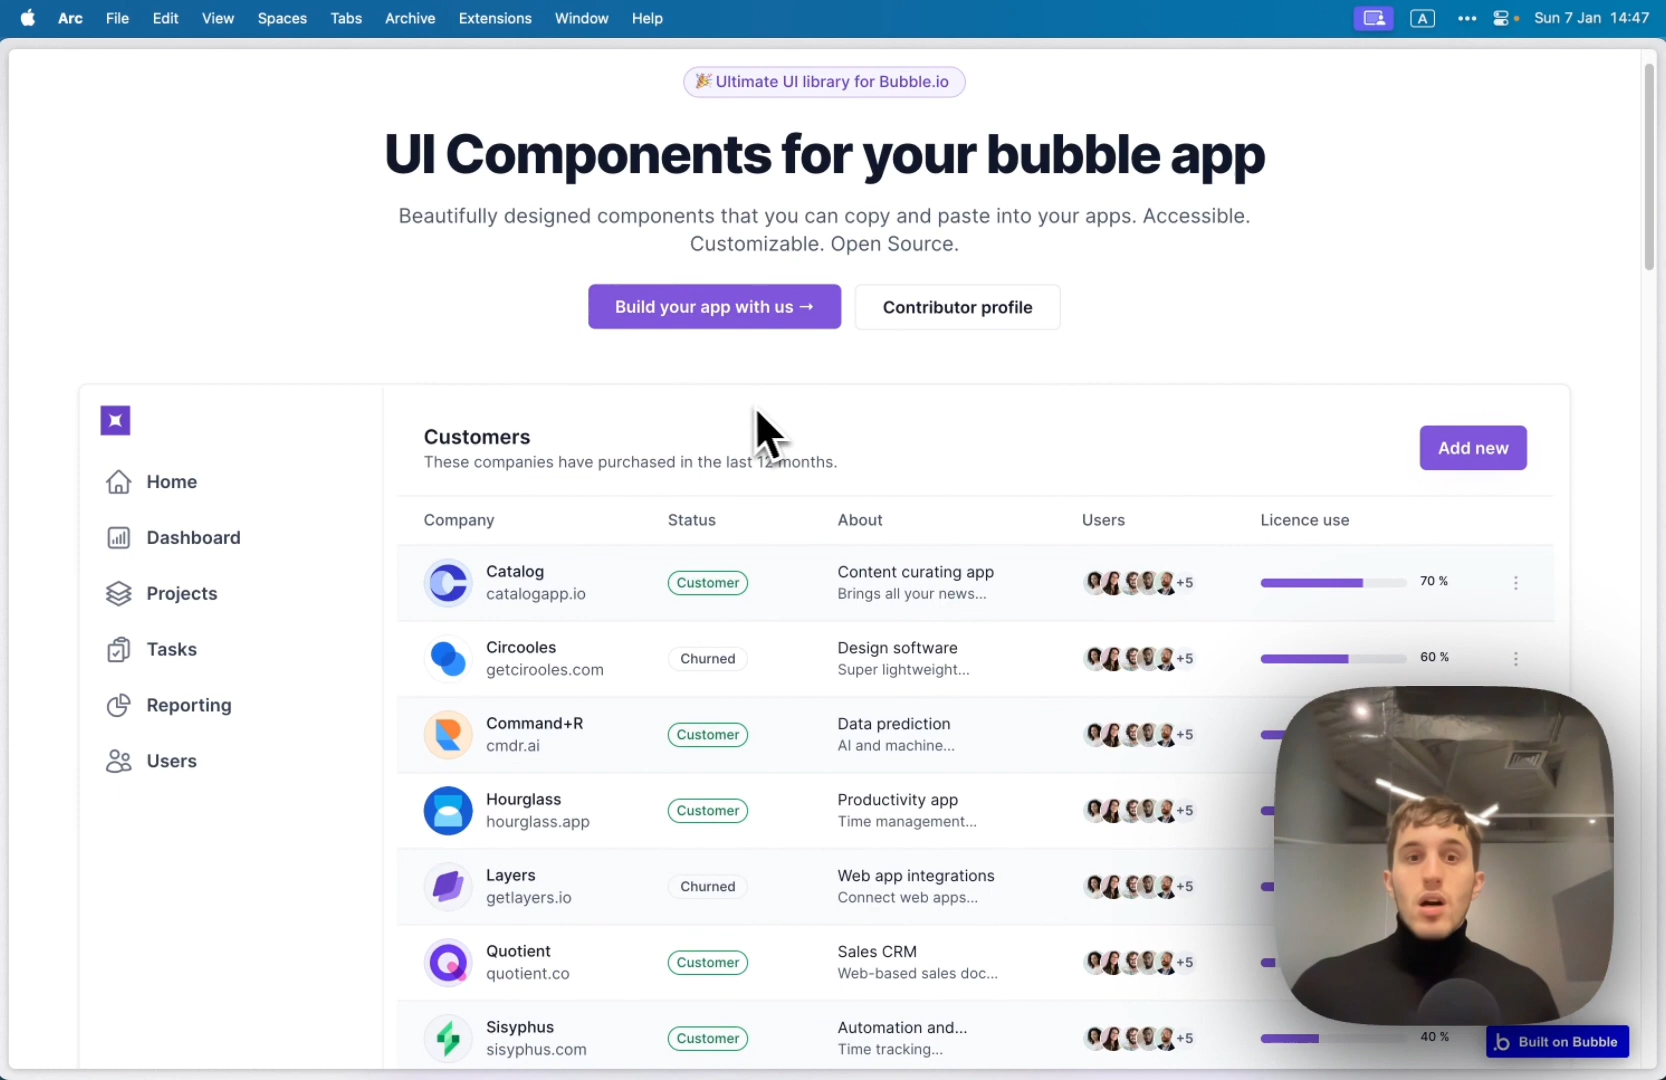 Arc File Edit View Spaces Tabs Archive Extensions Window Help A Sun 7 Jan 14:47
🎉 Ultimate UI library for Bubble.io
UI Components for your bubble app
Beautifully designed components that you can copy and paste into your apps. Accessible.
Customizable. Open Source.
Build your app with us →
Contributor profile
Home
Dashboard
Projects
Tasks
Reporting
Users
Customers
These companies have purchased in the last 12 months.
Add new
Company Status About Users Licence use
Catalog
catalogapp.io
Customer
Content curating app
Brings all your news...
+5
70 %
Circooles
getcirooles.com
Churned
Design software
Super lightweight...
+5
60 %
Command+R
cmdr.ai
Customer
Data prediction
AI and machine...
+5
Hourglass
hourglass.app
Customer
Productivity app
Time management...
+5
Layers
getlayers.io
Churned
Web app integrations
Connect web apps...
+5
Quotient
quotient.co
Customer
Sales CRM
Web-based sales doc...
+5
Sisyphus
sisyphus.com
Customer
Automation and...
Time tracking...
+5
40 %
b Built on Bubble